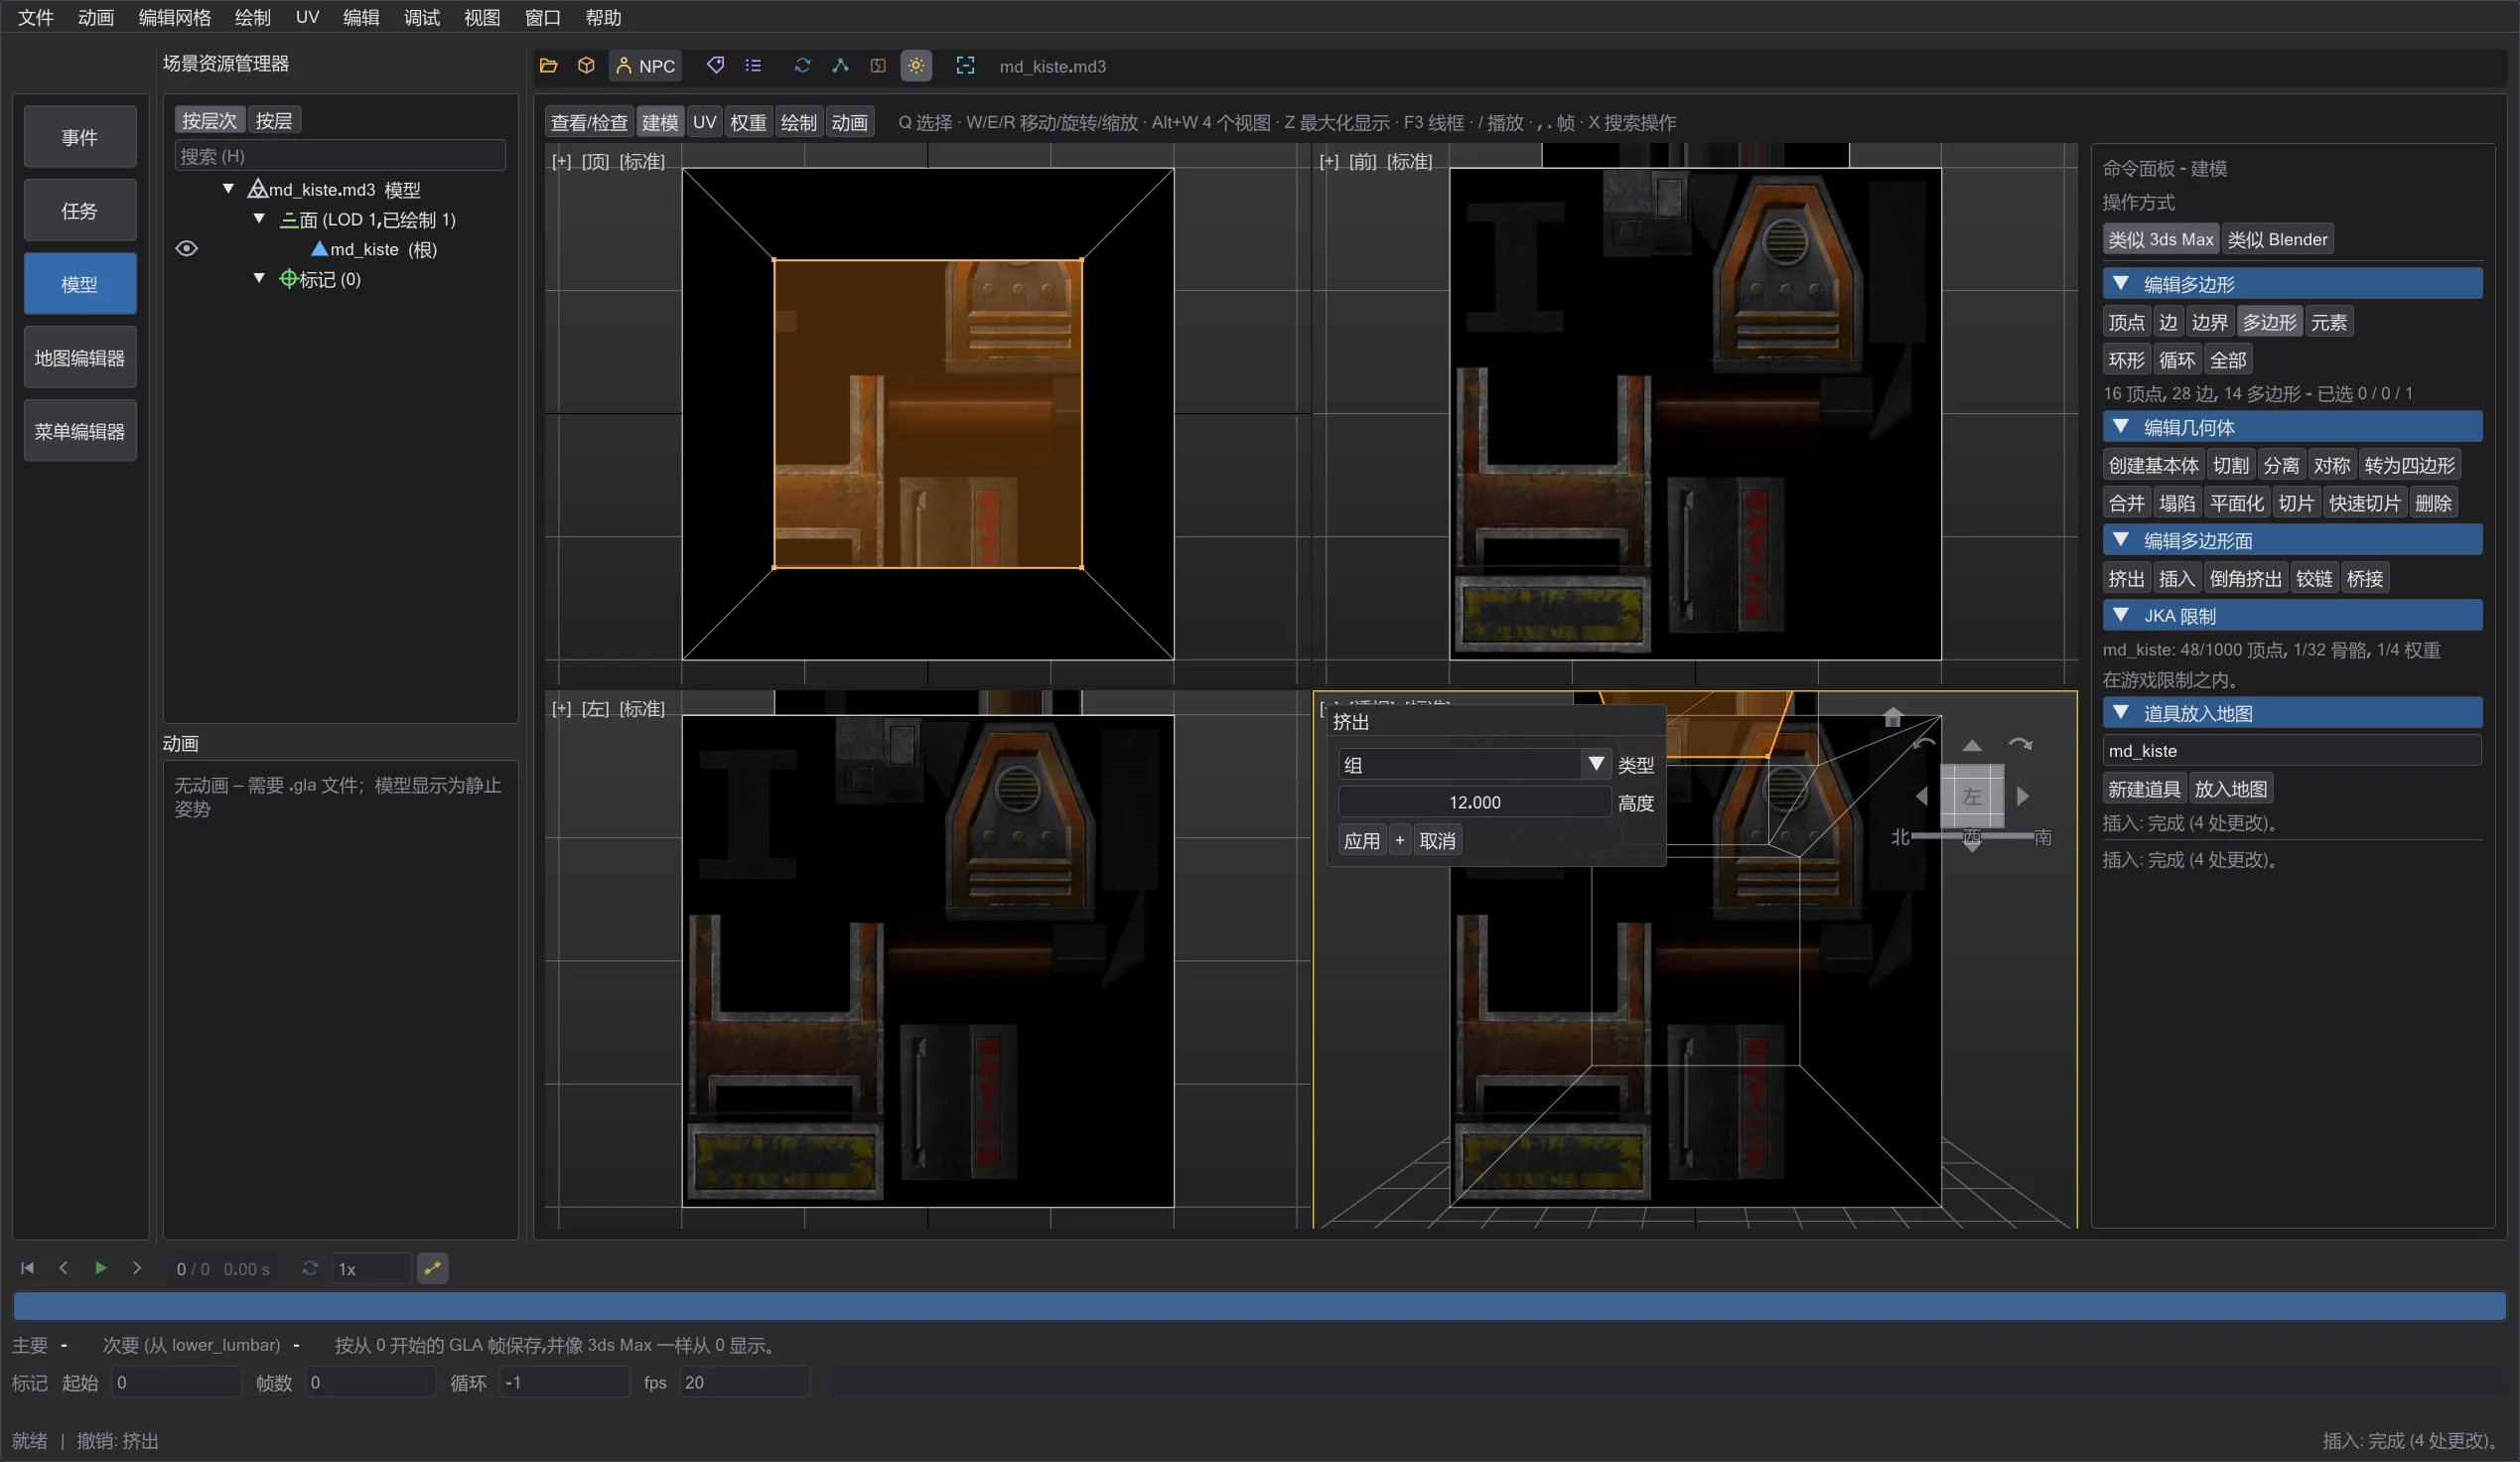 文件 动画 编辑网格 绘制 UV 编辑 调试 视图 窗口 帮助
场景资源管理器
NPC md_kiste.md3
事件
任务
模型
地图编辑器
菜单编辑器
按层次 按层
搜索 (H)
md_kiste.md3 模型
面 (LOD 1,已绘制 1)
md_kiste (根)
标记 (0)
动画
无动画 – 需要 .gla 文件；模型显示为静止
姿势
查看/检查 建模 UV 权重 绘制 动画 Q 选择 · W/E/R 移动/旋转/缩放 · Alt+W 4 个视图 · Z 最大化显示 · F3 线框 · / 播放 · , . 帧 · X 搜索操作
[+] [顶] [标准]
[+] [前] [标准]
[+] [左] [标准]
挤出
组 类型
12.000 高度
应用 + 取消
左
北 西 南
命令面板 - 建模
操作方式
类似 3ds Max 类似 Blender
编辑多边形
顶点 边 边界 多边形 元素
环形 循环 全部
16 顶点, 28 边, 14 多边形 - 已选 0 / 0 / 1
编辑几何体
创建基本体 切割 分离 对称 转为四边形
合并 塌陷 平面化 切片 快速切片 删除
编辑多边形面
挤出 插入 倒角挤出 铰链 桥接
JKA 限制
md_kiste: 48/1000 顶点, 1/32 骨骼, 1/4 权重
在游戏限制之内。
道具放入地图
md_kiste
新建道具 放入地图
插入: 完成 (4 处更改)。
插入: 完成 (4 处更改)。
0 / 0 0.00 s 1x
主要 - 次要 (从 lower_lumbar) - 按从 0 开始的 GLA 帧保存,并像 3ds Max 一样从 0 显示。
标记 起始 0 帧数 0 循环 -1 fps 20
就绪 | 撤销: 挤出
插入: 完成 (4 处更改)。